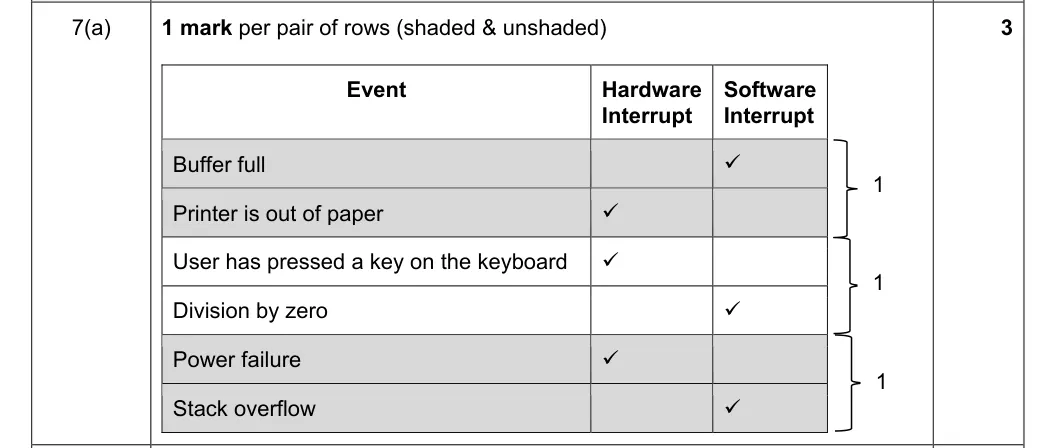 7(a) 1 mark per pair of rows (shaded & unshaded) 3
Event Hardware Interrupt Software Interrupt
Buffer full ✓
Printer is out of paper ✓
1
User has pressed a key on the keyboard ✓
Division by zero ✓
1
Power failure ✓
Stack overflow ✓
1